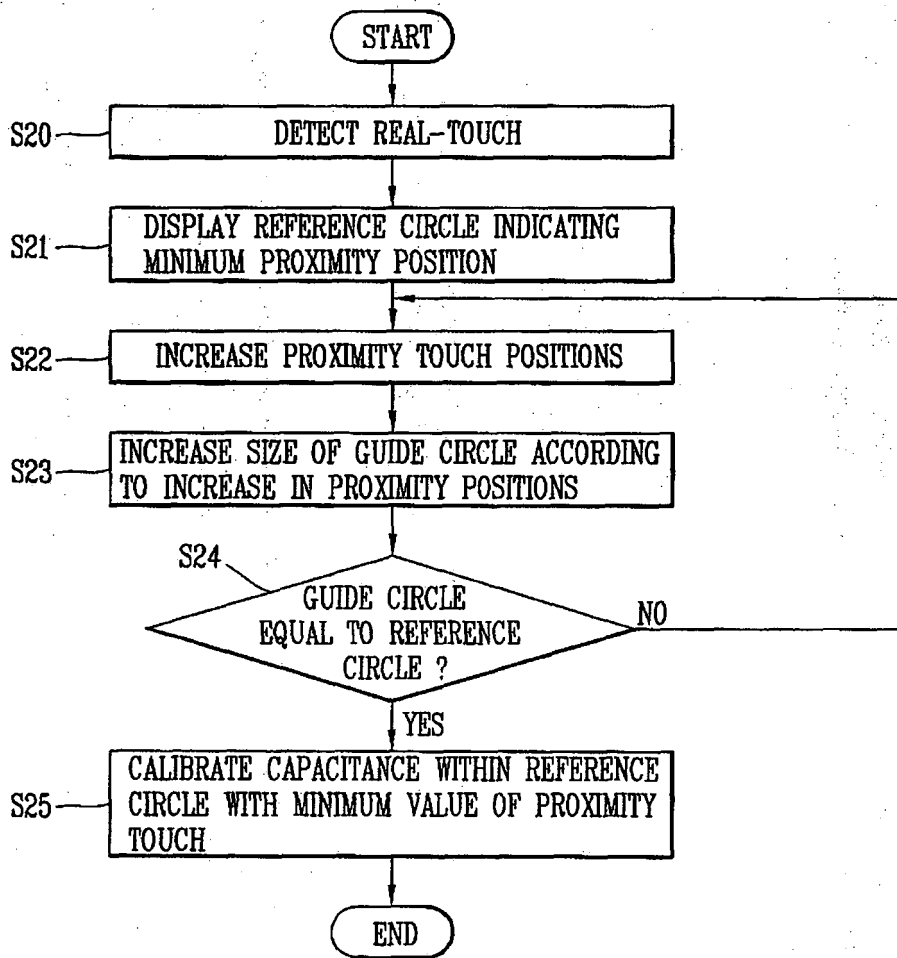 START
S20
DETECT REAL-TOUCH
S21
DISPLAY REFERENCE CIRCLE INDICATING
MINIMUM PROXIMITY POSITION
S22
INCREASE PROXIMITY TOUCH POSITIONS
S23
INCREASE SIZE OF GUIDE CIRCLE ACCORDING
TO INCREASE IN PROXIMITY POSITIONS
S24
GUIDE CIRCLE
EQUAL TO REFERENCE
CIRCLE ?
NO
YES
S25
CALIBRATE CAPACITANCE WITHIN REFERENCE
CIRCLE WITH MINIMUM VALUE OF PROXIMITY
TOUCH
END